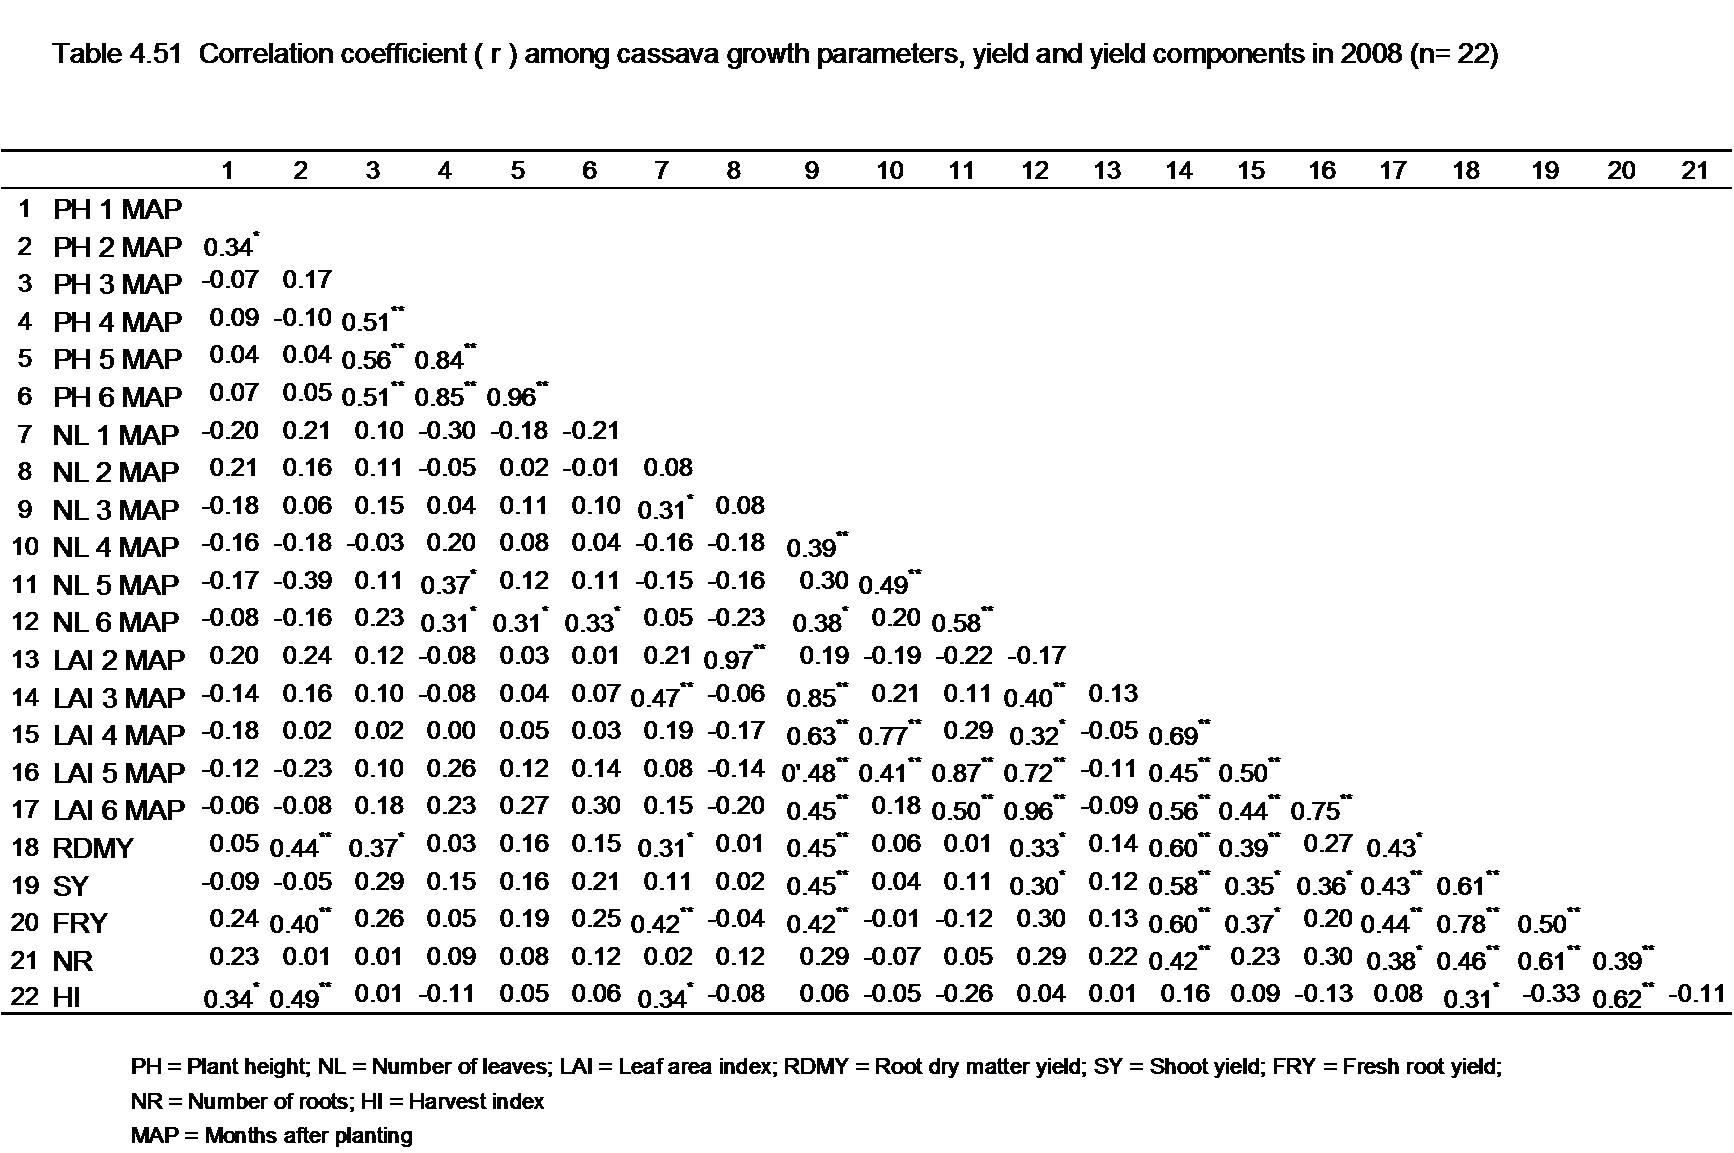 Table 4.51 Correlation coefficient ( r ) among cassava growth parameters, yield and yield components in 2008 (n= 22)
1 2 3 4 5 6 7 8 9 10 11 12 13 14 15 16 17 18 19 20 21
1 PH 1 MAP
2 PH 2 MAP 0.34*
3 PH 3 MAP -0.07 0.17
4 PH 4 MAP 0.09 -0.10 0.51**
5 PH 5 MAP 0.04 0.04 0.56** 0.84**
6 PH 6 MAP 0.07 0.05 0.51** 0.85** 0.96**
7 NL 1 MAP -0.20 0.21 0.10 -0.30 -0.18 -0.21
8 NL 2 MAP 0.21 0.16 0.11 -0.05 0.02 -0.01 0.08
9 NL 3 MAP -0.18 0.06 0.15 0.04 0.11 0.10 0.31* 0.08
10 NL 4 MAP -0.16 -0.18 -0.03 0.20 0.08 0.04 -0.16 -0.18 0.39**
11 NL 5 MAP -0.17 -0.39 0.11 0.37* 0.12 0.11 -0.15 -0.16 0.30 0.49**
12 NL 6 MAP -0.08 -0.16 0.23 0.31* 0.31* 0.33* 0.05 -0.23 0.38* 0.20 0.58**
13 LAI 2 MAP 0.20 0.24 0.12 -0.08 0.03 0.01 0.21 0.97** 0.19 -0.19 -0.22 -0.17
14 LAI 3 MAP -0.14 0.16 0.10 -0.08 0.04 0.07 0.47** -0.06 0.85** 0.21 0.11 0.40** 0.13
15 LAI 4 MAP -0.18 0.02 0.02 0.00 0.05 0.03 0.19 -0.17 0.63** 0.77** 0.29 0.32* -0.05 0.69**
16 LAI 5 MAP -0.12 -0.23 0.10 0.26 0.12 0.14 0.08 -0.14 0'.48** 0.41** 0.87** 0.72** -0.11 0.45** 0.50**
17 LAI 6 MAP -0.06 -0.08 0.18 0.23 0.27 0.30 0.15 -0.20 0.45** 0.18 0.50** 0.96** -0.09 0.56** 0.44** 0.75**
18 RDMY 0.05 0.44** 0.37* 0.03 0.16 0.15 0.31* 0.01 0.45** 0.06 0.01 0.33* 0.14 0.60** 0.39** 0.27 0.43*
19 SY -0.09 -0.05 0.29 0.15 0.16 0.21 0.11 0.02 0.45** 0.04 0.11 0.30* 0.12 0.58** 0.35* 0.36* 0.43** 0.61**
20 FRY 0.24 0.40** 0.26 0.05 0.19 0.25 0.42** -0.04 0.42** -0.01 -0.12 0.30 0.13 0.60** 0.37* 0.20 0.44** 0.78** 0.50**
21 NR 0.23 0.01 0.01 0.09 0.08 0.12 0.02 0.12 0.29 -0.07 0.05 0.29 0.22 0.42** 0.23 0.30 0.38* 0.46** 0.61** 0.39**
22 HI 0.34* 0.49** 0.01 -0.11 0.05 0.06 0.34* -0.08 0.06 -0.05 -0.26 0.04 0.01 0.16 0.09 -0.13 0.08 0.31* -0.33 0.62** -0.11
PH = Plant height; NL = Number of leaves; LAI = Leaf area index; RDMY = Root dry matter yield; SY = Shoot yield; FRY = Fresh root yield;
NR = Number of roots; HI = Harvest index
MAP = Months after planting